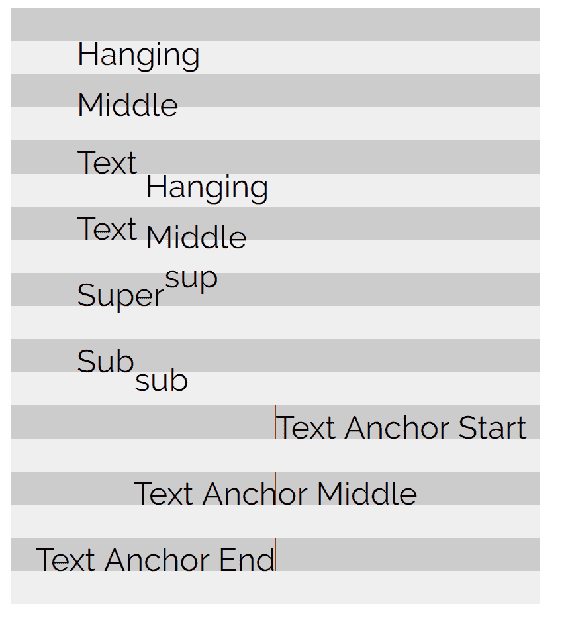 Hanging
Middle
Text Hanging
Text Middle
Super sup
Sub sub
Text Anchor Start
Text Anchor Middle
Text Anchor End